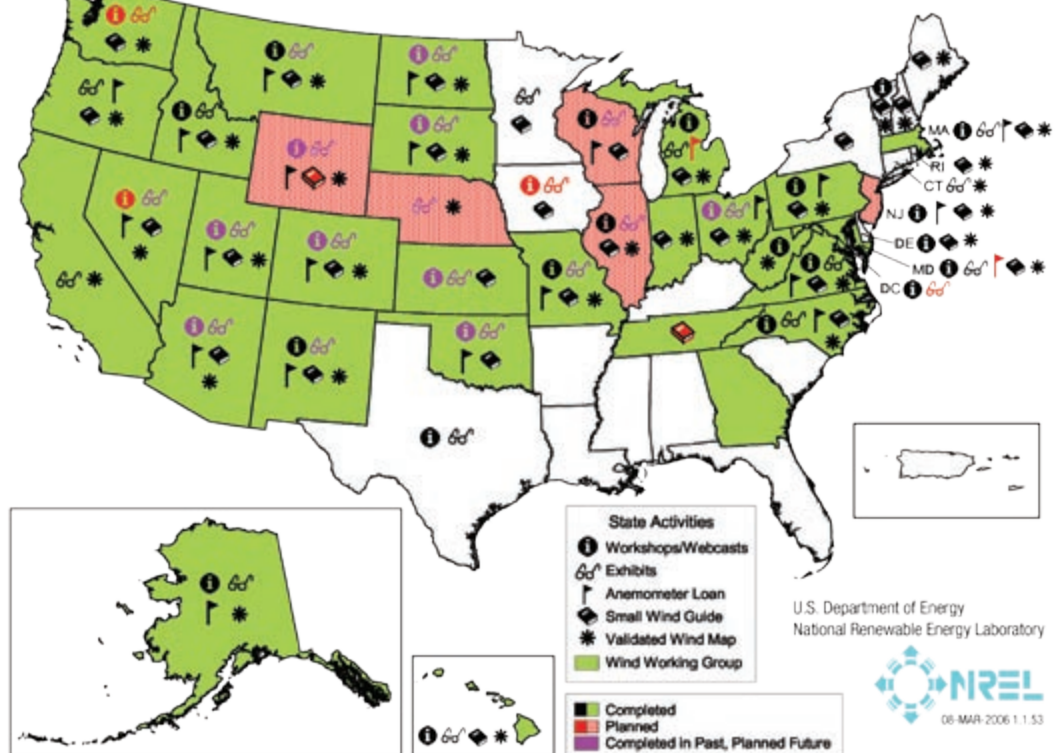 MA
RI
CT
NJ
DE
MD
DC
State Activities
Workshops/Webcasts
Exhibits
Anemometer Loan
Small Wind Guide
Validated Wind Map
Wind Working Group
Completed
Planned
Completed in Past, Planned Future
U.S. Department of Energy
National Renewable Energy Laboratory
NREL
08-MAR-2006 1.1.53